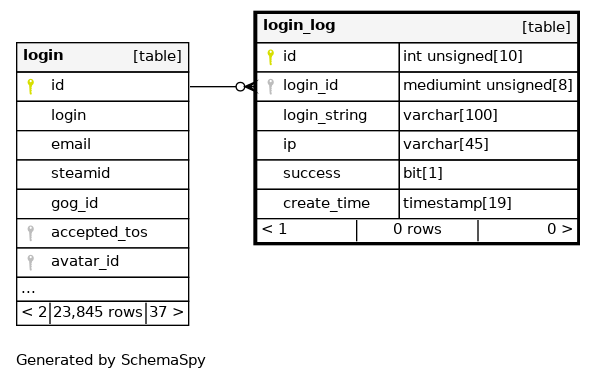 login [table]
id
login
email
steamid
gog_id
accepted_tos
avatar_id
...
< 2 23,845 rows 37 >
login_log [table]
id int unsigned[10]
login_id mediumint unsigned[8]
login_string varchar[100]
ip varchar[45]
success bit[1]
create_time timestamp[19]
< 1 0 rows 0 >
Generated by SchemaSpy